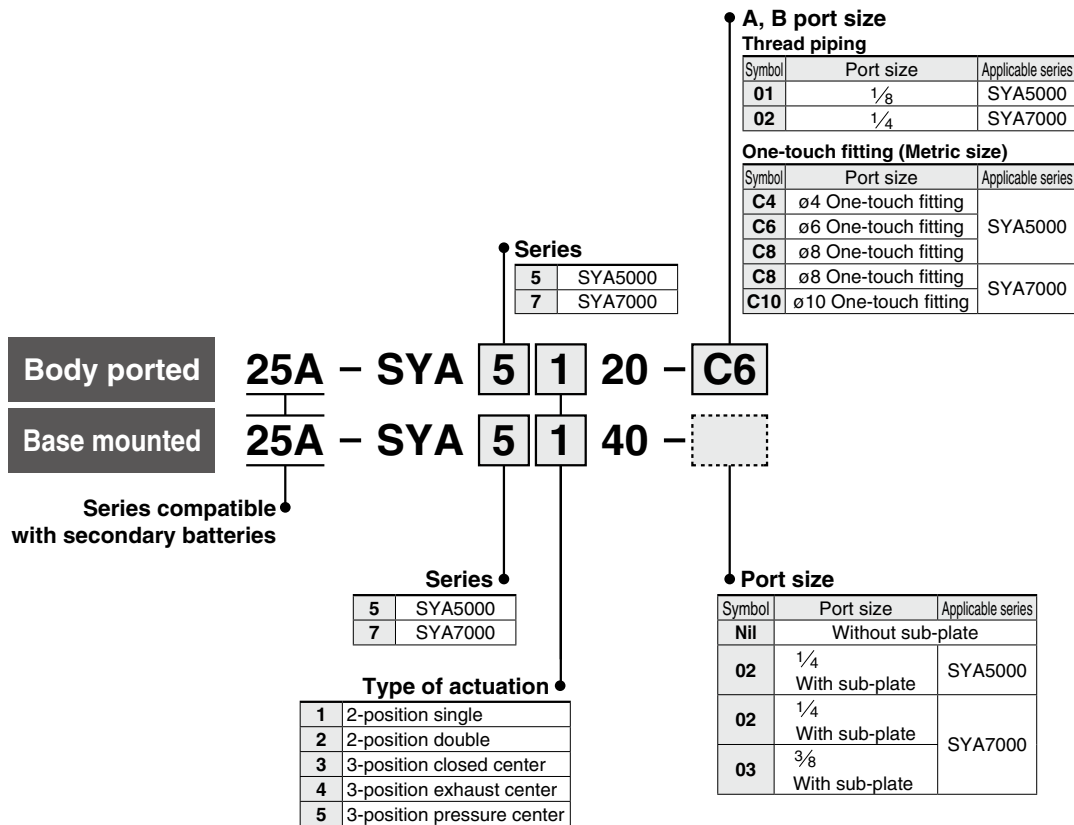 A, B port size
Thread piping
Symbol Port size Applicable series
01 1/8 SYA5000
02 1/4 SYA7000
One-touch fitting (Metric size)
Symbol Port size Applicable series
C4 ø4 One-touch fitting
C6 ø6 One-touch fitting SYA5000
C8 ø8 One-touch fitting
C8 ø8 One-touch fitting SYA7000
C10 ø10 One-touch fitting
Series
5 SYA5000
7 SYA7000
Body ported 25A – SYA 5 1 20 – C6
Base mounted 25A – SYA 5 1 40 –
Series compatible
with secondary batteries
Series
5 SYA5000
7 SYA7000
Type of actuation
1 2-position single
2 2-position double
3 3-position closed center
4 3-position exhaust center
5 3-position pressure center
Port size
Symbol Port size Applicable series
Nil Without sub-plate
02 1/4
With sub-plate SYA5000
02 1/4
With sub-plate SYA7000
03 3/8
With sub-plate